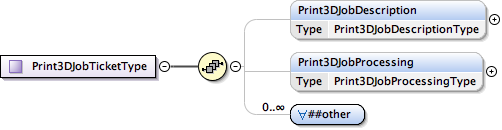 Print3DJobDescription
Type Print3DJobDescriptionType
Print3DJobTicketType
Print3DJobProcessing
Type Print3DJobProcessingType
0..∞
∀##other